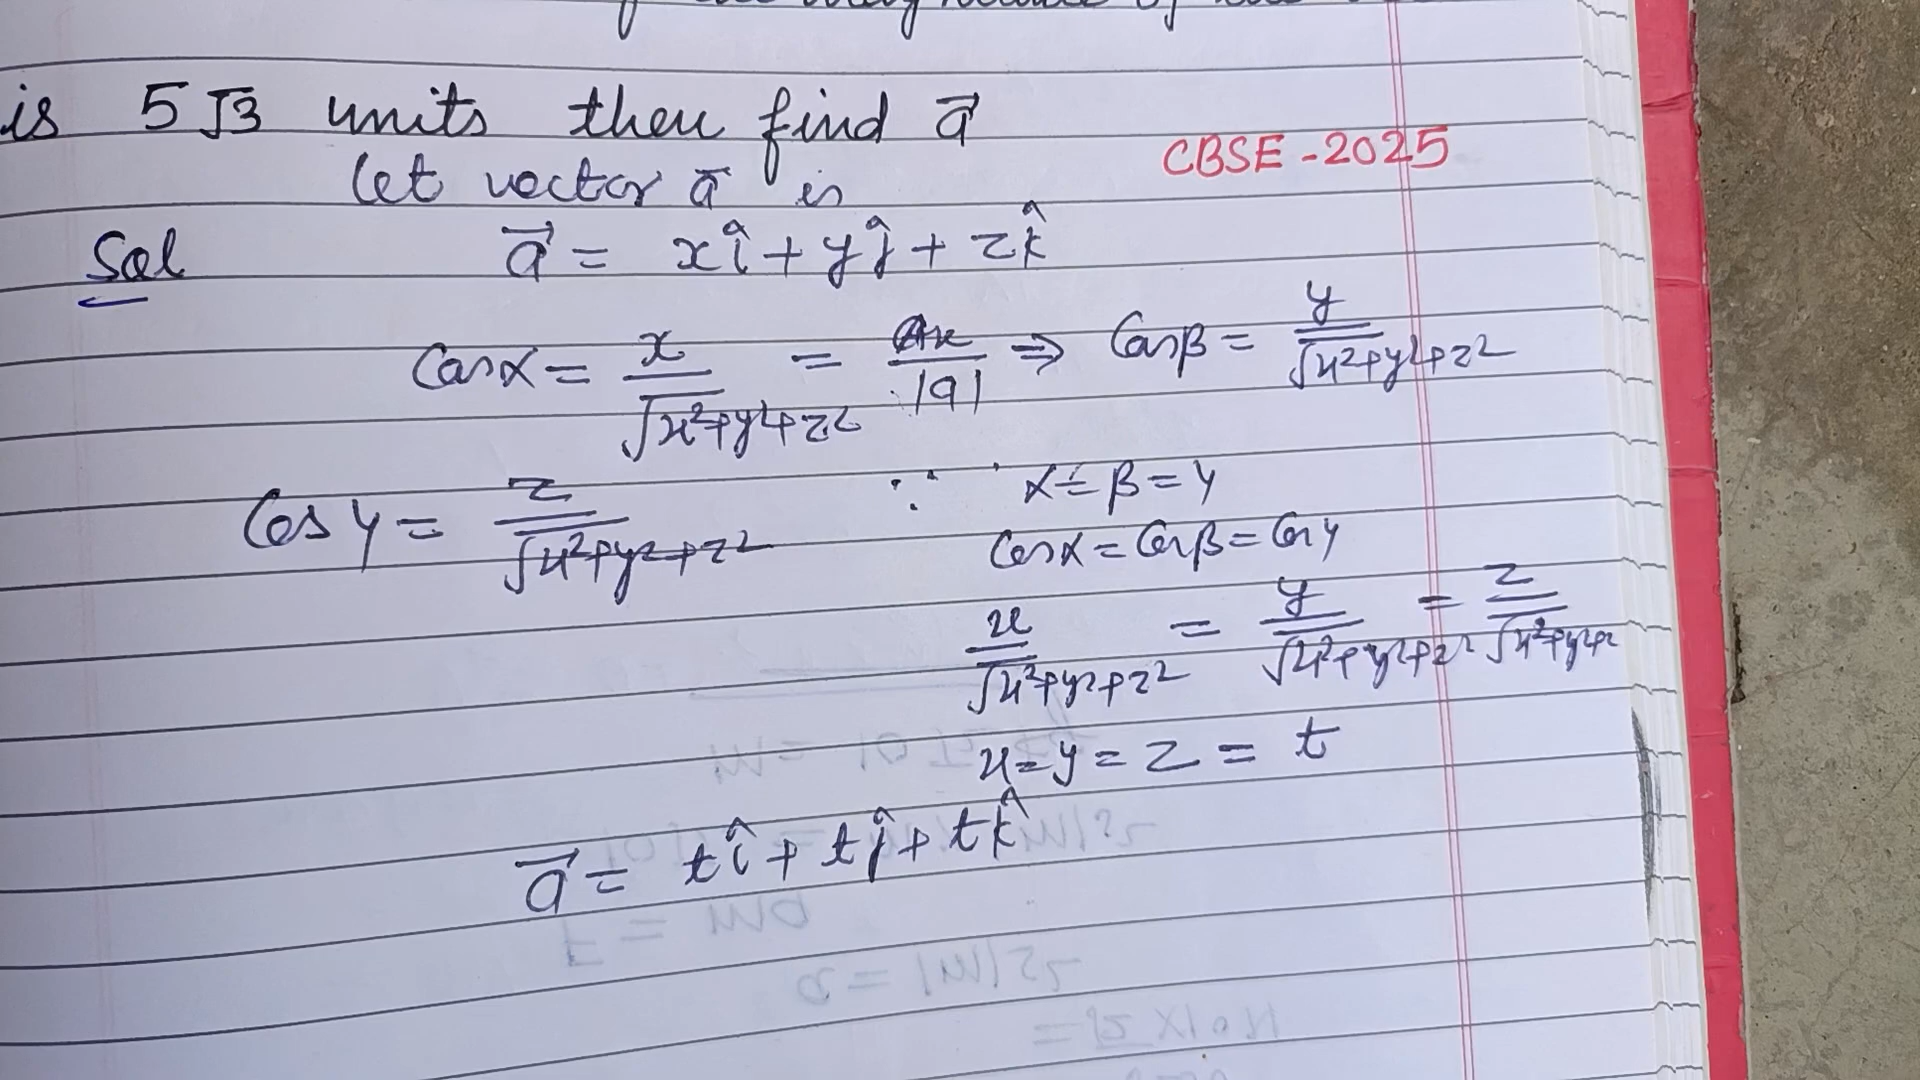 is 5√3 units then find a⃗
CBSE - 2025
let vector a⃗ is
Sol a⃗ = xî + yĵ + zk̂
Cosα = x/√x²+y²+z² = /|a| ⇒ Cosβ = y/√x²+y²+z²
Cos γ = z/√x²+y²+z² ∵ α = β = γ
Cosα = Cosβ = Cosγ
x/√x²+y²+z² = y/√x²+y²+z² = z/√x²+y²+z
x = y = z = t
a⃗ = tî + tĵ + tk̂